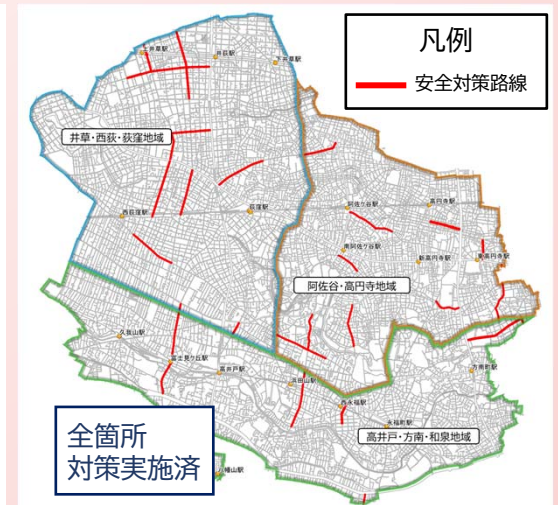 凡例
安全対策路線
上井草駅
井荻駅
下井草駅
井草・西荻・荻窪地域
西荻窪駅
荻窪駅
阿佐ケ谷駅
高円寺駅
南阿佐ケ谷駅
新高円寺駅
東高円寺駅
阿佐谷・高円寺地域
久我山駅
富士見ケ丘駅
高井戸駅
浜田山駅
西永福駅
永福町駅
方南町駅
高井戸・方南・和泉地域
八幡山駅
全箇所
対策実施済